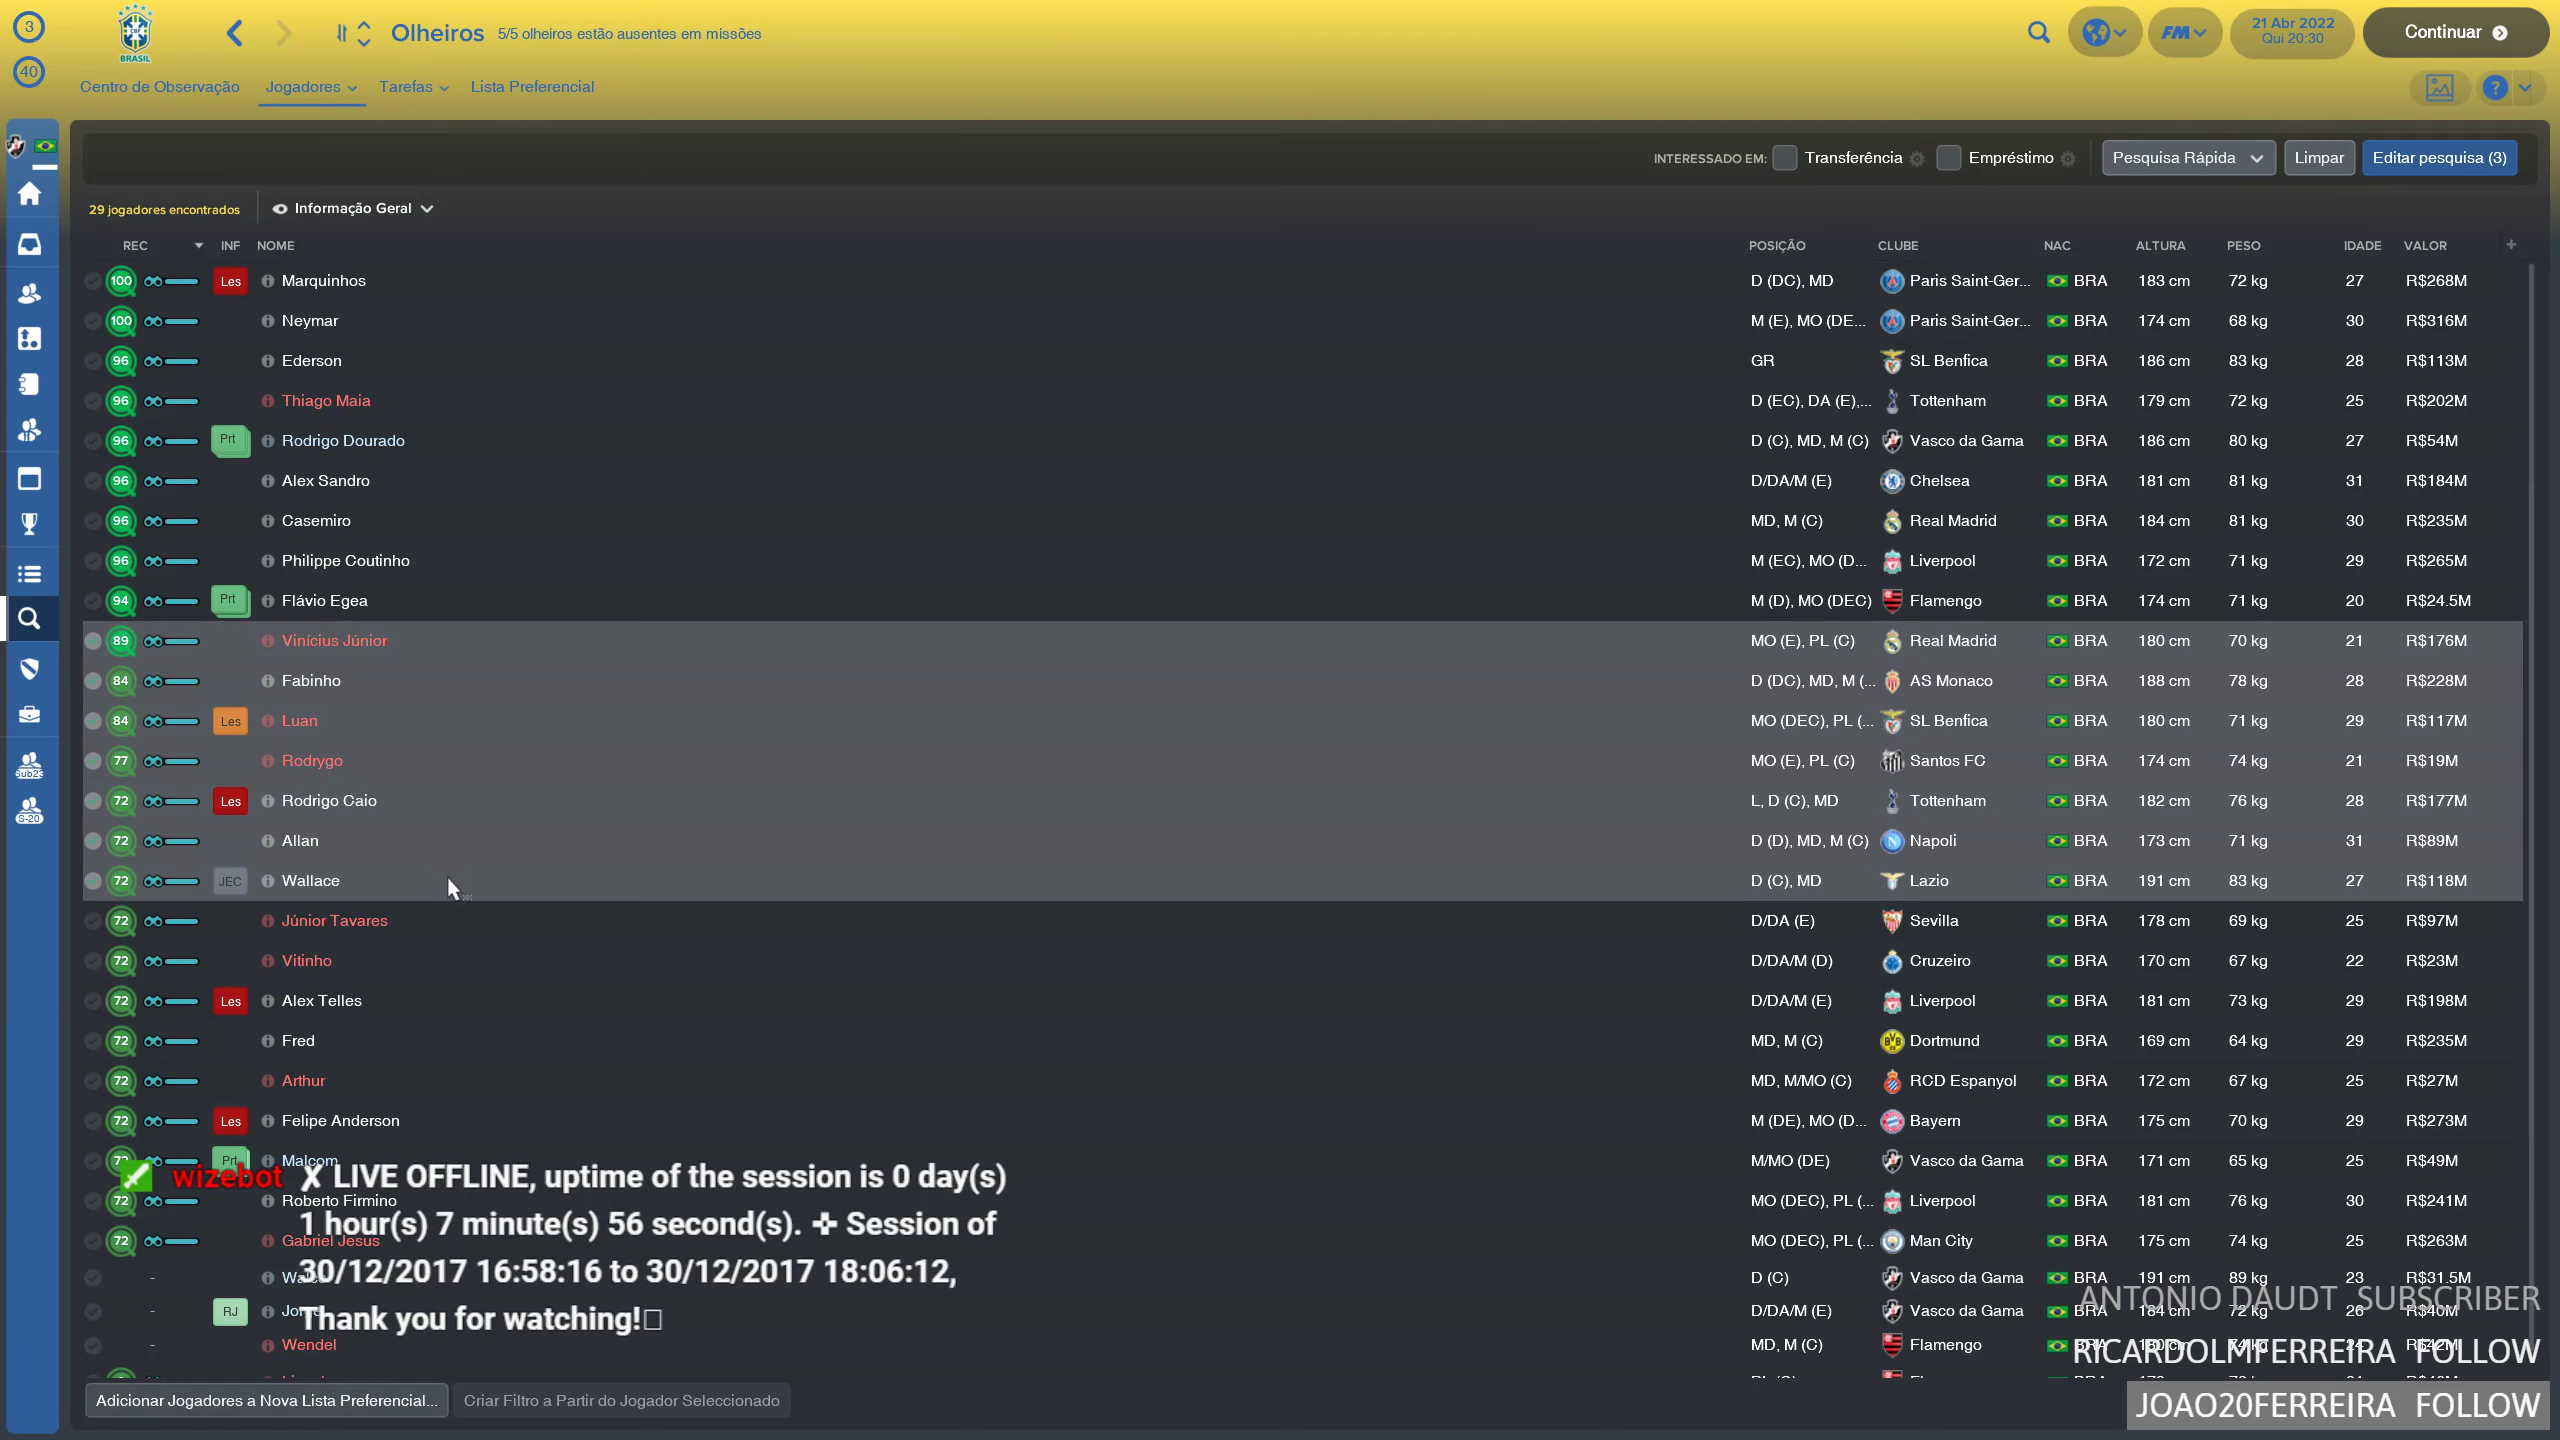 3
40
BRASIL
Olheiros 5/5 olheiros estão ausentes em missões
FM
21 Abr 2022
Qui 20:30
Continuar
Centro de Observação Jogadores Tarefas Lista Preferencial
INTERESSADO EM: Transferência Empréstimo Pesquisa Rápida Limpar Editar pesquisa (3)
29 jogadores encontrados Informação Geral
REC INF NOME POSIÇÃO CLUBE NAC ALTURA PESO IDADE VALOR
100 Les Marquinhos D (DC), MD Paris Saint-Ger... BRA 183 cm 72 kg 27 R$268M
100 Neymar M (E), MO (DE... Paris Saint-Ger... BRA 174 cm 68 kg 30 R$316M
96 Ederson GR SL Benfica BRA 186 cm 83 kg 28 R$113M
96 Thiago Maia D (EC), DA (E),... Tottenham BRA 179 cm 72 kg 25 R$202M
96 Prt Rodrigo Dourado D (C), MD, M (C) Vasco da Gama BRA 186 cm 80 kg 27 R$54M
96 Alex Sandro D/DA/M (E) Chelsea BRA 181 cm 81 kg 31 R$184M
96 Casemiro MD, M (C) Real Madrid BRA 184 cm 81 kg 30 R$235M
96 Philippe Coutinho M (EC), MO (D... Liverpool BRA 172 cm 71 kg 29 R$265M
94 Prt Flávio Egea M (D), MO (DEC) Flamengo BRA 174 cm 71 kg 20 R$24.5M
89 Vinícius Júnior MO (E), PL (C) Real Madrid BRA 180 cm 70 kg 21 R$176M
84 Fabinho D (DC), MD, M (... AS Monaco BRA 188 cm 78 kg 28 R$228M
84 Les Luan MO (DEC), PL (... SL Benfica BRA 180 cm 71 kg 29 R$117M
77 Rodrygo MO (E), PL (C) Santos FC BRA 174 cm 74 kg 21 R$19M
72 Les Rodrigo Caio L, D (C), MD Tottenham BRA 182 cm 76 kg 28 R$177M
72 Allan D (D), MD, M (C) Napoli BRA 173 cm 71 kg 31 R$89M
72 JEC Wallace D (C), MD Lazio BRA 191 cm 83 kg 27 R$118M
72 Júnior Tavares D/DA (E) Sevilla BRA 178 cm 69 kg 25 R$97M
72 Vitinho D/DA/M (D) Cruzeiro BRA 170 cm 67 kg 22 R$23M
72 Les Alex Telles D/DA/M (E) Liverpool BRA 181 cm 73 kg 29 R$198M
72 Fred MD, M (C) Dortmund BRA 169 cm 64 kg 29 R$235M
72 Arthur MD, M/MO (C) RCD Espanyol BRA 172 cm 67 kg 25 R$27M
72 Les Felipe Anderson M (DE), MO (D... Bayern BRA 175 cm 70 kg 29 R$273M
72 Prt Malcom M/MO (DE) Vasco da Gama BRA 171 cm 65 kg 25 R$49M
wizebot ✗ LIVE OFFLINE, uptime of the session is 0 day(s)
72 Roberto Firmino MO (DEC), PL (... Liverpool BRA 181 cm 76 kg 30 R$241M
1 hour(s) 7 minute(s) 56 second(s). ✢ Session of
72 Gabriel Jesus MO (DEC), PL (... Man City BRA 175 cm 74 kg 25 R$263M
30/12/2017 16:58:16 to 30/12/2017 18:06:12,
- D (C) Vasco da Gama BRA 191 cm 89 kg 23 R$31.5M
ANTONIO DAUDT SUBSCRIBER
- RJ D/DA/M (E) Vasco da Gama BRA 184 cm 72 kg 26 R$40M
Thank you for watching!
- Wendel MD, M (C) Flamengo BRA 180 cm 74 kg 24 R$42M
RICARDOLMFERREIRA FOLLOW
Adicionar Jogadores a Nova Lista Preferencial... Criar Filtro a Partir do Jogador Seleccionado
JOAO20FERREIRA FOLLOW
Sub23
S-20